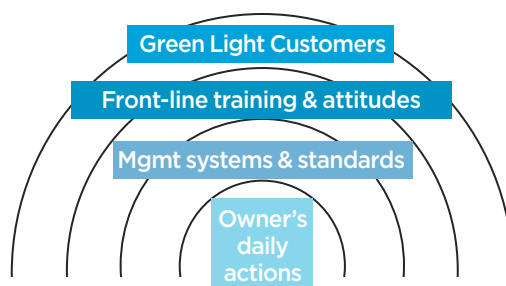 Green Light Customers
Front-line training & attitudes
Mgmt systems & standards
Owner's
daily
actions